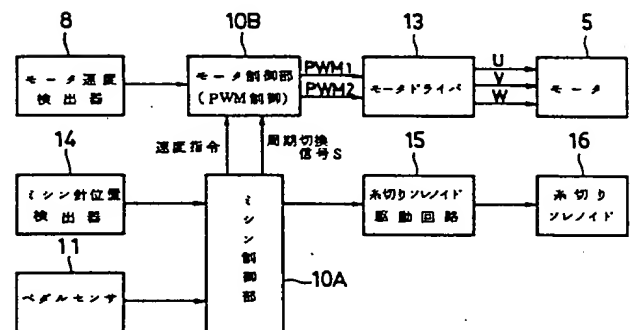 8
10B
13
5
モータ速度
検出器
モータ制御部
(PWM制御)
PWM1
PWM2
モータドライバ
U
V
W
モータ
14
速度指令
周期切換
信号S
15
16
ミシン針位置
検出器
ミシン制御部
糸切りソレノイド
駆動回路
糸切り
ソレノイド
11
ペダルセンサ
10A